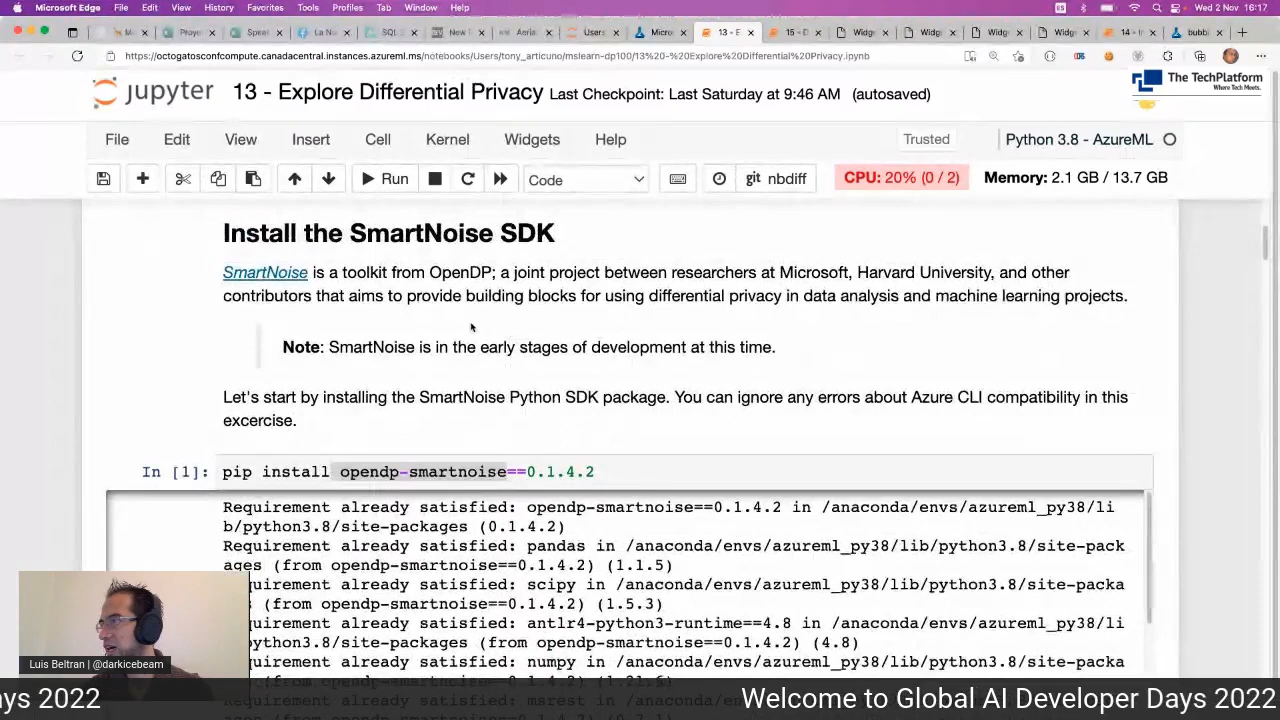 Microsoft Edge File Edit View History Favorites Tools Profiles Tab Window Help Wed 2 Nov 16:17
https://octogatosconfcompute.canadacentral.instances.azureml.ms/notebooks/Users/tony_articuno/mslearn-dp100/13%20-%20Explore%20Differential%20Privacy.ipynb
jupyter 13 - Explore Differential Privacy Last Checkpoint: Last Saturday at 9:46 AM (autosaved)
The TechPlatform
Where Tech Meets.
File Edit View Insert Cell Kernel Widgets Help Trusted Python 3.8 - AzureML
Run Code git nbdiff CPU: 20% (0 / 2) Memory: 2.1 GB / 13.7 GB
Install the SmartNoise SDK
SmartNoise is a toolkit from OpenDP; a joint project between researchers at Microsoft, Harvard University, and other
contributors that aims to provide building blocks for using differential privacy in data analysis and machine learning projects.
Note: SmartNoise is in the early stages of development at this time.
Let's start by installing the SmartNoise Python SDK package. You can ignore any errors about Azure CLI compatibility in this
excercise.
In [1]: pip install opendp-smartnoise==0.1.4.2
Requirement already satisfied: opendp-smartnoise==0.1.4.2 in /anaconda/envs/azureml_py38/li
b/python3.8/site-packages (0.1.4.2)
Requirement already satisfied: pandas in /anaconda/envs/azureml_py38/lib/python3.8/site-pack
ages (from opendp-smartnoise==0.1.4.2) (1.1.5)
quirement already satisfied: scipy in /anaconda/envs/azureml_py38/lib/python3.8/site-packa
s (from opendp-smartnoise==0.1.4.2) (1.5.3)
quirement already satisfied: antlr4-python3-runtime==4.8 in /anaconda/envs/azureml_py38/li
python3.8/site-packages (from opendp-smartnoise==0.1.4.2) (4.8)
quirement already satisfied: numpy in /anaconda/envs/azureml_py38/lib/python3.8/site-packa
Luis Beltran | @darkicebeam
ays 2022 Welcome to Global AI Developer Days 2022